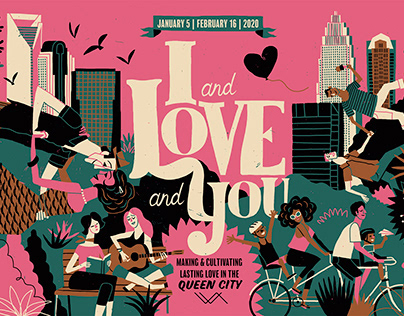 JANUARY 5 | FEBRUARY 16 | 2020
I and
LOVE
and YOU
MAKING & CULTIVATING
LASTING LOVE IN THE
QUEEN CITY